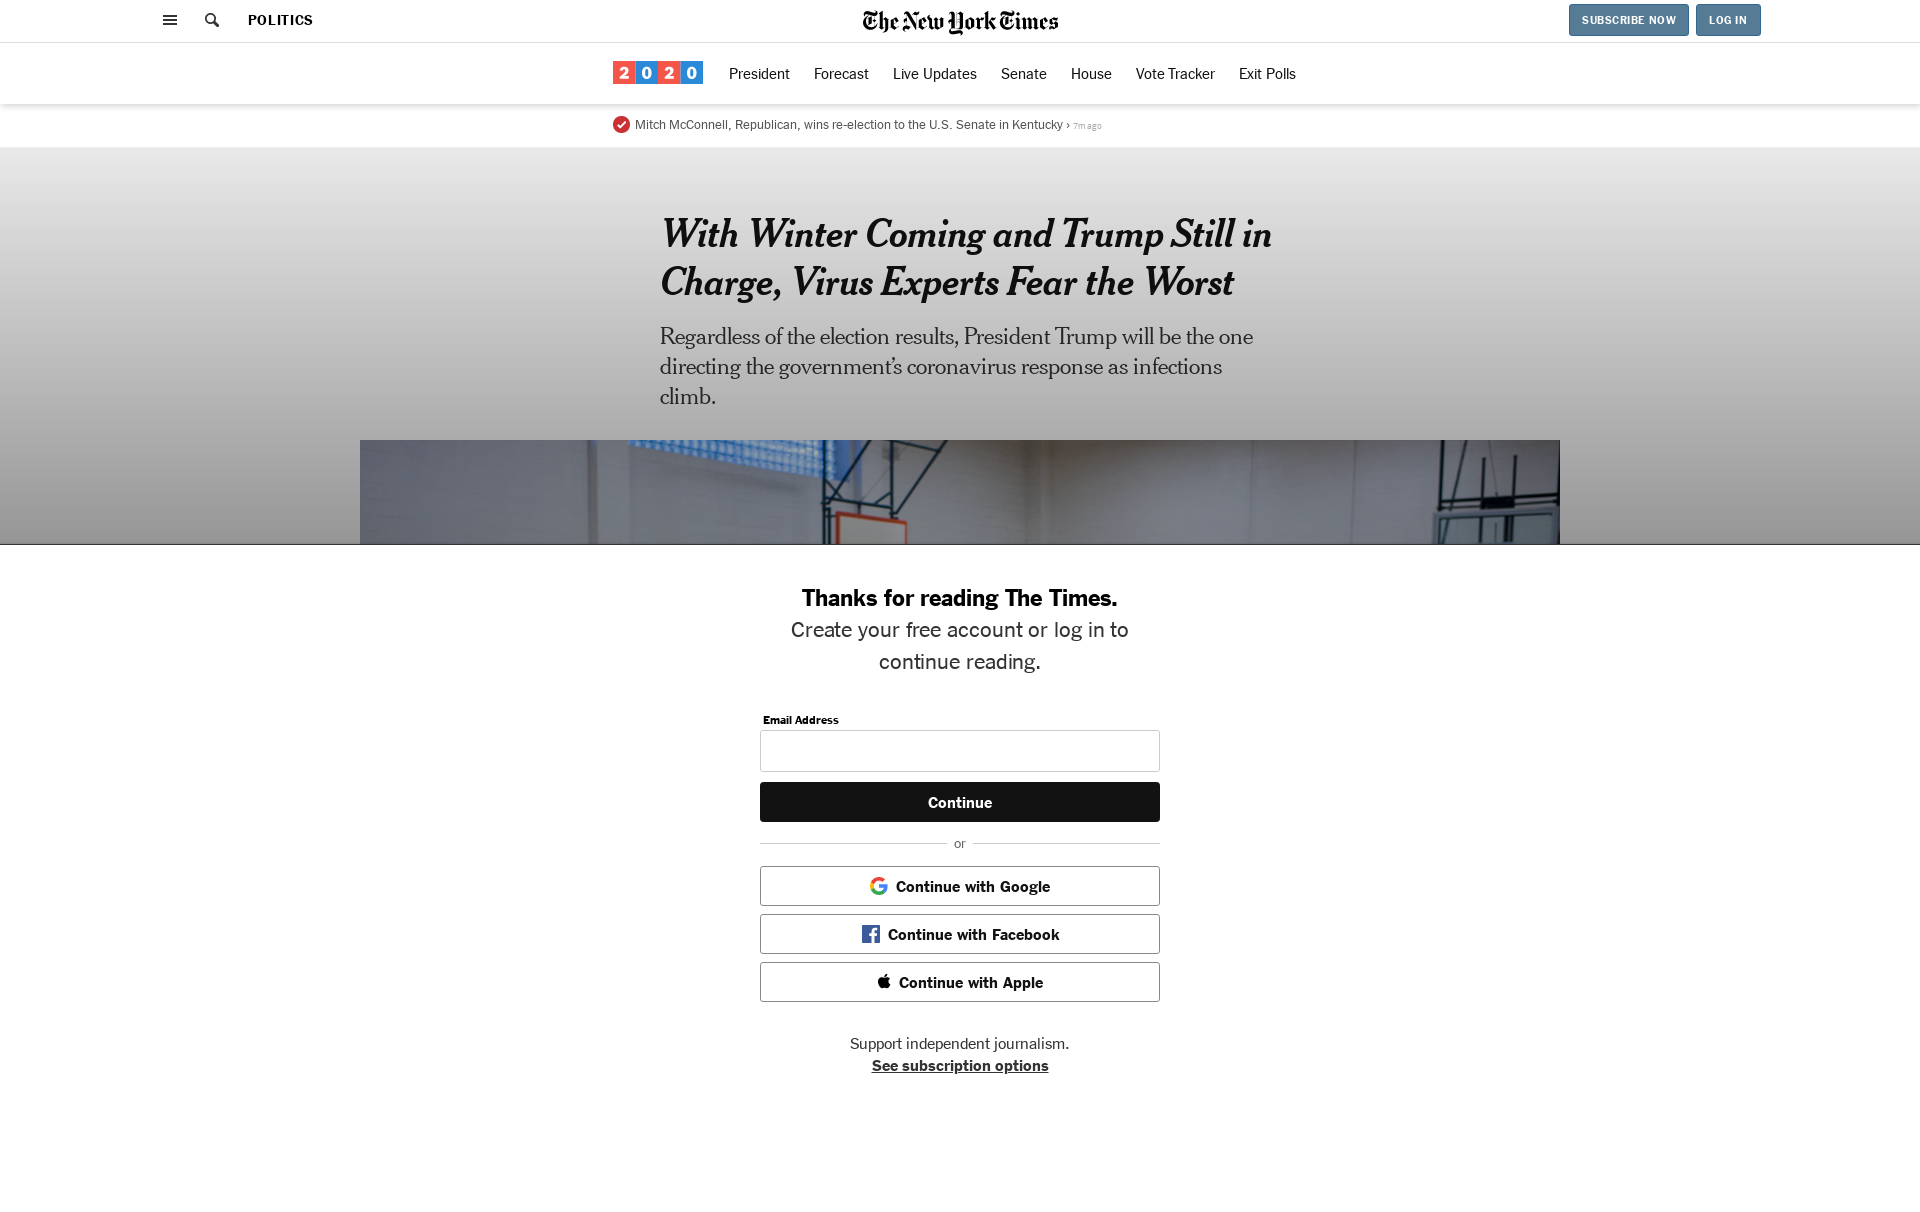 POLITICS
The New York Times
SUBSCRIBE NOW
LOG IN
2020
President
Forecast
Live Updates
Senate
House
Vote Tracker
Exit Polls
Mitch McConnell, Republican, wins re-election to the U.S. Senate in Kentucky › 7m ago
With Winter Coming and Trump Still in
Charge, Virus Experts Fear the Worst
Regardless of the election results, President Trump will be the one
directing the government’s coronavirus response as infections
climb.
Thanks for reading The Times.
Create your free account or log in to
continue reading.
Email Address
Continue
or
Continue with Google
Continue with Facebook
Continue with Apple
Support independent journalism.
See subscription options